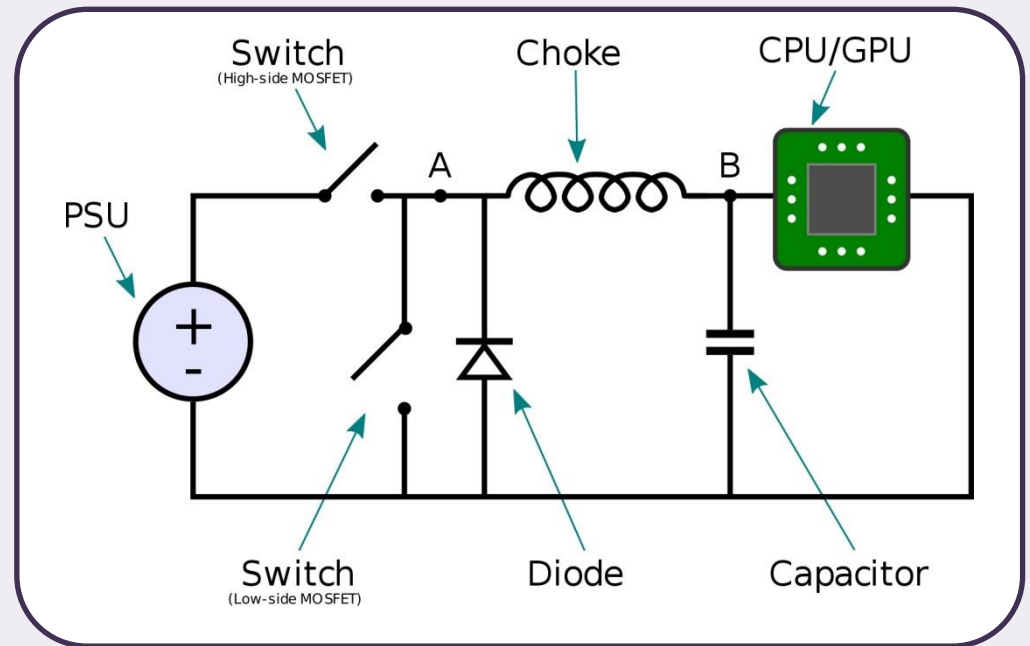 Switch
(High-side MOSFET)
Choke
CPU/GPU
A
B
PSU
+
-
Switch
(Low-side MOSFET)
Diode
Capacitor